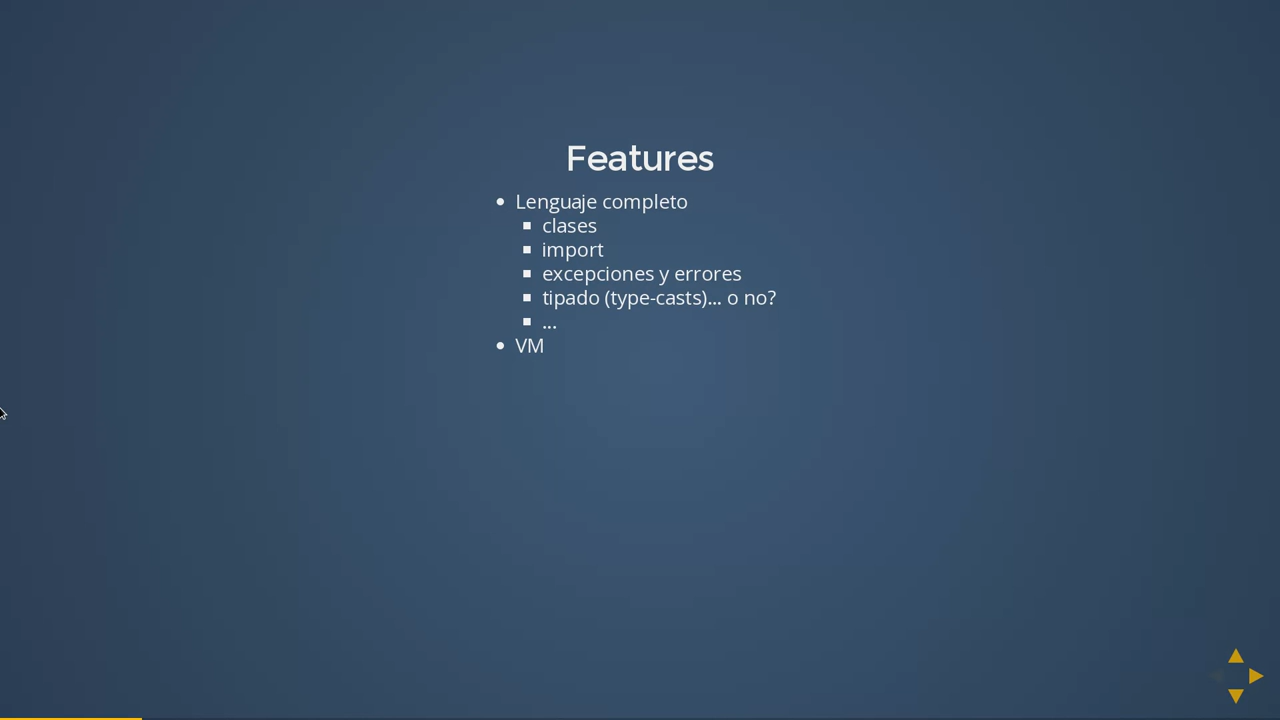 Features
Lenguaje completo
clases
import
excepciones y errores
tipado (type-casts)... o no?
...
VM